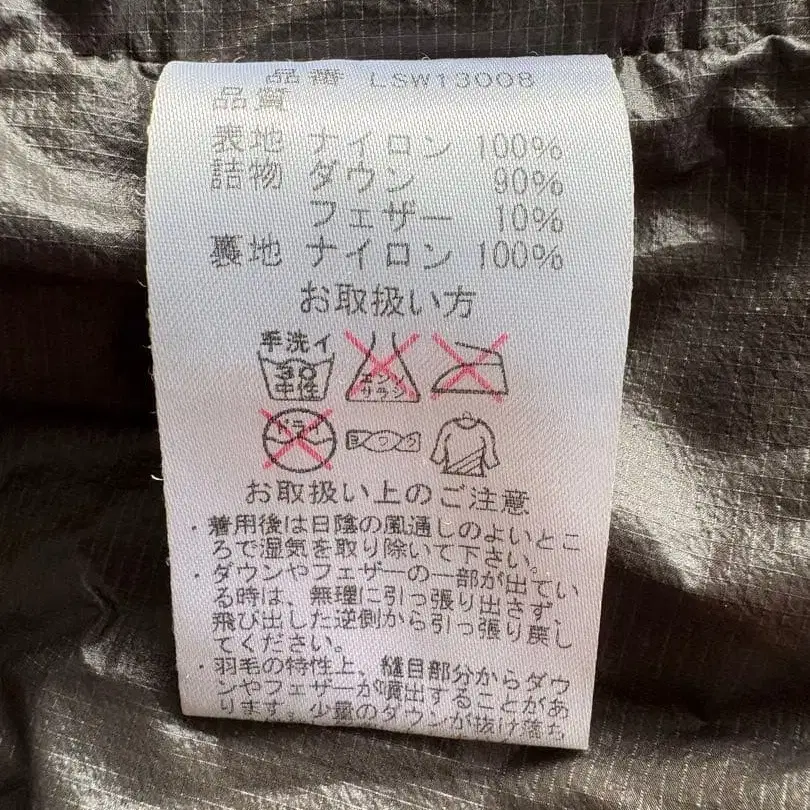 品番 LSW13008
品質
表地 ナイロン 100%
詰物 ダウン 90%
フェザー 10%
裏地 ナイロン 100%
お取扱い方
手洗イ
30
中性
エンソ
サラシ
ドライ
ヨワク
お取扱い上のご注意
・着用後は日陰の風通しのよいとこ
ろで湿気を取り除いて下さい。
・ダウンやフェザーの一部が出てい
る時は、無理に引っ張り出さず、
飛び出した逆側から引っ張り戻し
てください。
・羽毛の特性上、縫目部分からダウ
ンやフェザーが噴出することがあ
ります。少量のダウンが抜け落ち